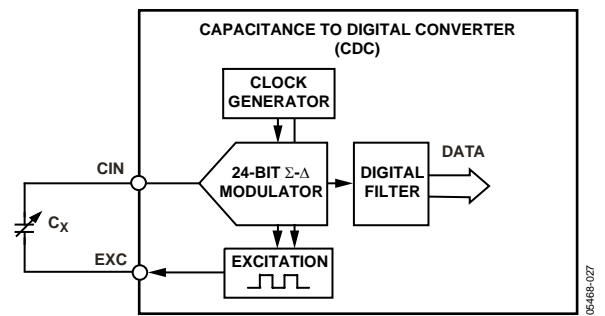 CAPACITANCE TO DIGITAL CONVERTER
(CDC)
CLOCK
GENERATOR
CIN
24-BIT Σ-Δ
MODULATOR
DIGITAL
FILTER
DATA
CX
EXC
EXCITATION
05468-027